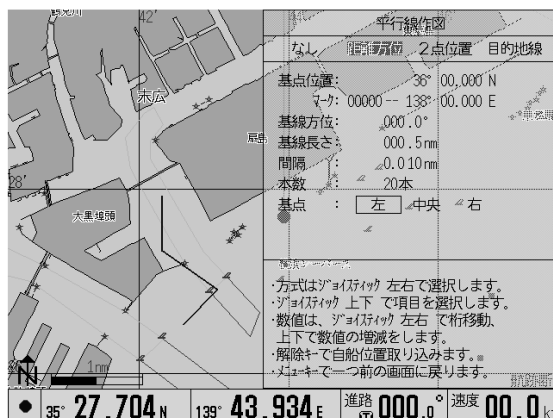 鶴見川
42'
平行線作図
なし 距離方位 2点位置 目的地線
基点位置: 36° 00.000 N
マーク: 00000 -- 138° 00.000 E
基線方位: 000.0°
基線長さ: 000.5nm
間隔 : 0.010nm
本数 : 20本
基点 : 左 中央 右
末広
扇島
28'
大黒埠頭
・方式はジョイスティック 左右で選択します。
・ジョイスティック 上下 で項目を選択します。
・数値は、ジョイスティック 左右 で桁移動、
上下で数値の増減をします。
・解除キーで自船位置取り込みます。
・メニューキーで一つ前の画面に戻ります。
N
1nm
35° 27.704 N 139° 43.934 E 進路 T 000.° 速度 00.0